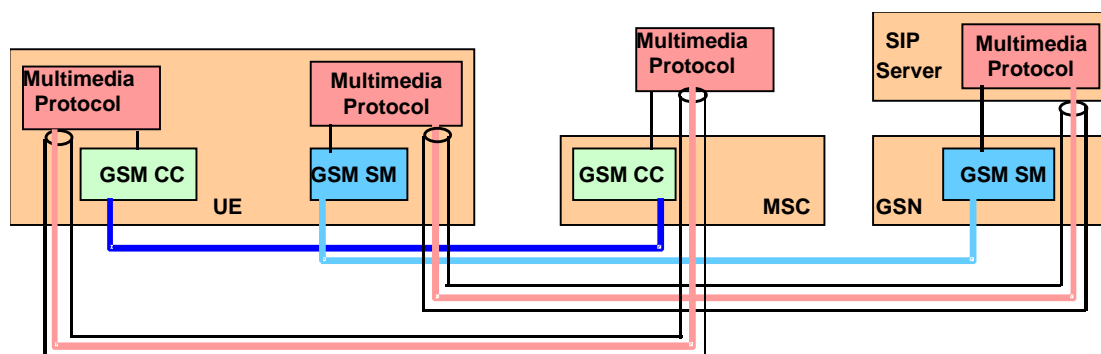 Multimedia
Protocol
Multimedia
Protocol
GSM CC
GSM SM
UE
Multimedia
Protocol
GSM CC
MSC
SIP
Server
Multimedia
Protocol
GSM SM
GSN